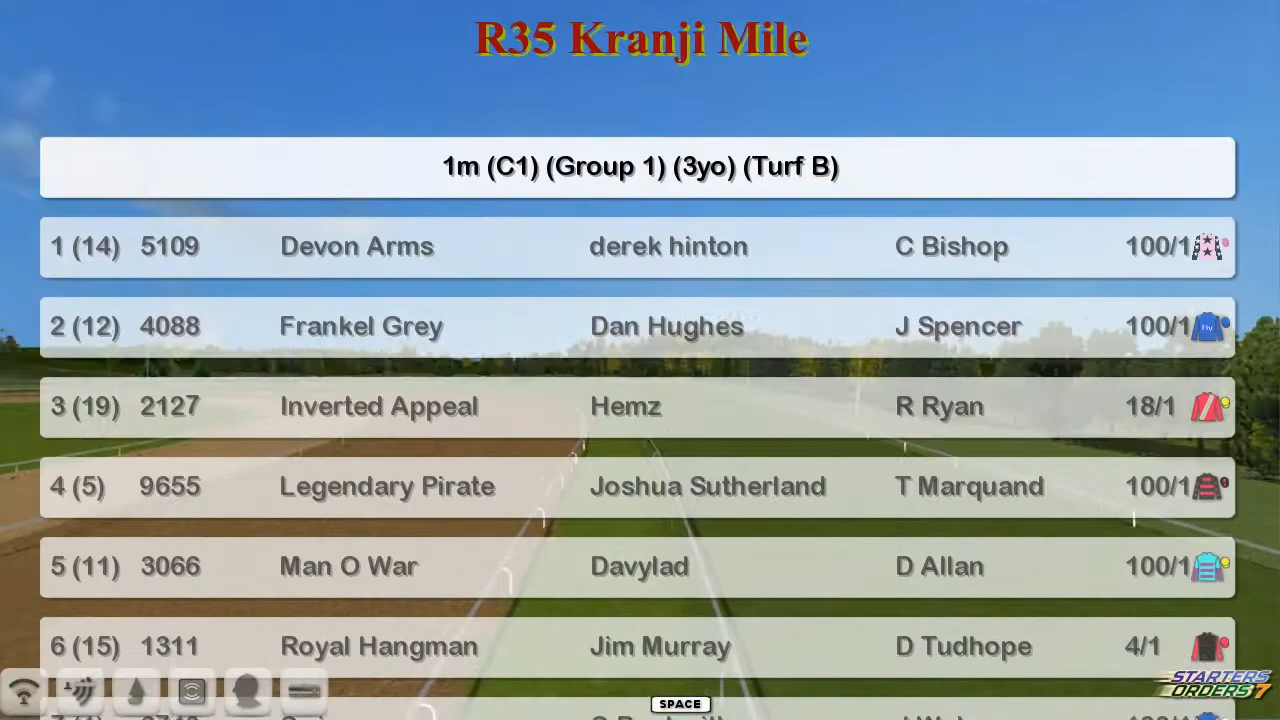 R35 Kranji Mile
1m (C1) (Group 1) (3yo) (Turf B)
1 (14) 5109 Devon Arms derek hinton C Bishop 100/1
2 (12) 4088 Frankel Grey Dan Hughes J Spencer 100/1
3 (19) 2127 Inverted Appeal Hemz R Ryan 18/1
4 (5) 9655 Legendary Pirate Joshua Sutherland T Marquand 100/1
5 (11) 3066 Man O War Davylad D Allan 100/1
6 (15) 1311 Royal Hangman Jim Murray D Tudhope 4/1
STARTERS
ORDERS 7
SPACE